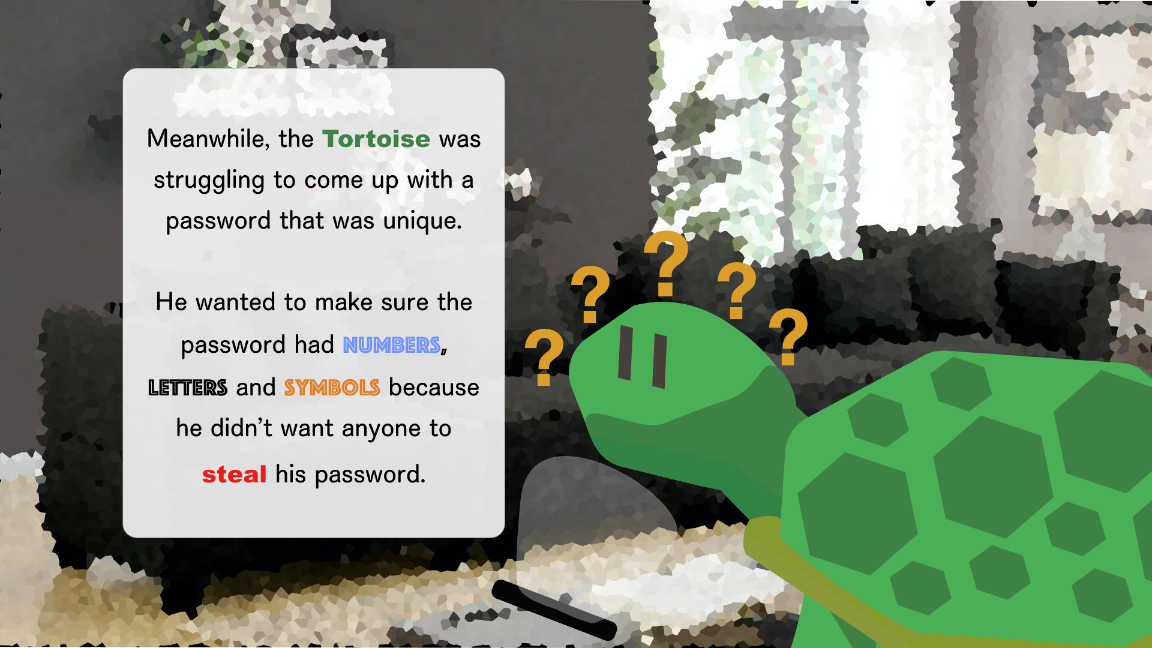 Meanwhile, the Tortoise was
struggling to come up with a
password that was unique.
He wanted to make sure the
password had NUMBERS,
LETTERS and SYMBOLS because
he didn’t want anyone to
steal his password.
? ? ? ? ?